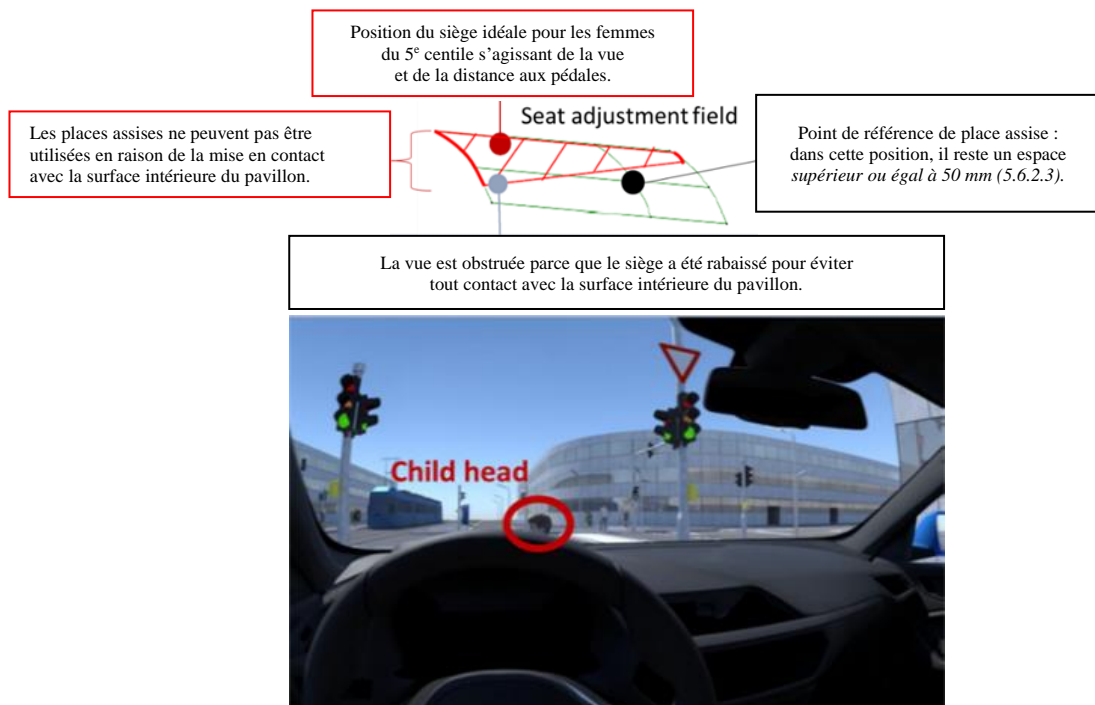 Position du siège idéale pour les femmes
du 5e centile s’agissant de la vue
et de la distance aux pédales.
Seat adjustment field
Les places assises ne peuvent pas être
utilisées en raison de la mise en contact
avec la surface intérieure du pavillon.
Point de référence de place assise :
dans cette position, il reste un espace
supérieur ou égal à 50 mm (5.6.2.3).
La vue est obstruée parce que le siège a été rabaissé pour éviter
tout contact avec la surface intérieure du pavillon.
Child head